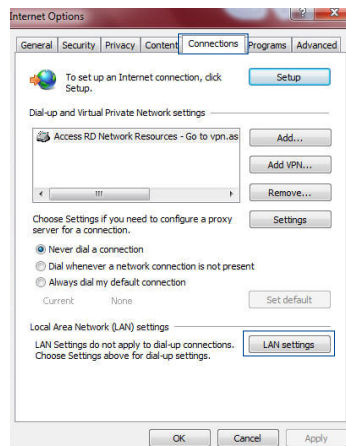 Internet Options
General Security Privacy Content Connections Programs Advanced
To set up an Internet connection, click
Setup.
Setup
Dial-up and Virtual Private Network settings
Access RD Network Resources - Go to vpn.as
Add...
Add VPN...
Remove...
Choose Settings if you need to configure a proxy
server for a connection.
Settings
Never dial a connection
Dial whenever a network connection is not present
Always dial my default connection
Current None
Set default
Local Area Network (LAN) settings
LAN Settings do not apply to dial-up connections.
Choose Settings above for dial-up settings.
LAN settings
OK Cancel Apply